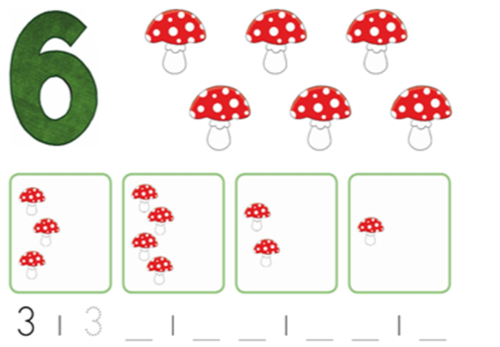 6
3 | 3 __ | __ __ | __ __ | __